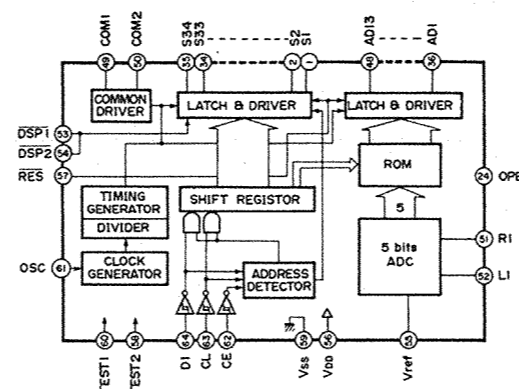 COM1
COM2
S34
S33
S2
S1
AD13
AD1
49
50
35
34
2
1
48
36
COMMON
DRIVER
LATCH & DRIVER
LATCH & DRIVER
DSP1
53
DSP2
54
RES
57
ROM
24
OPE
TIMING
GENERATOR
DIVIDER
SHIFT REGISTOR
5
5 bits
ADC
51
R1
52
L1
OSC
61
CLOCK
GENERATOR
ADDRESS
DETECTOR
60
58
64
63
62
59
56
55
TEST1
TEST2
DI
CL
CE
Vss
VDD
Vref